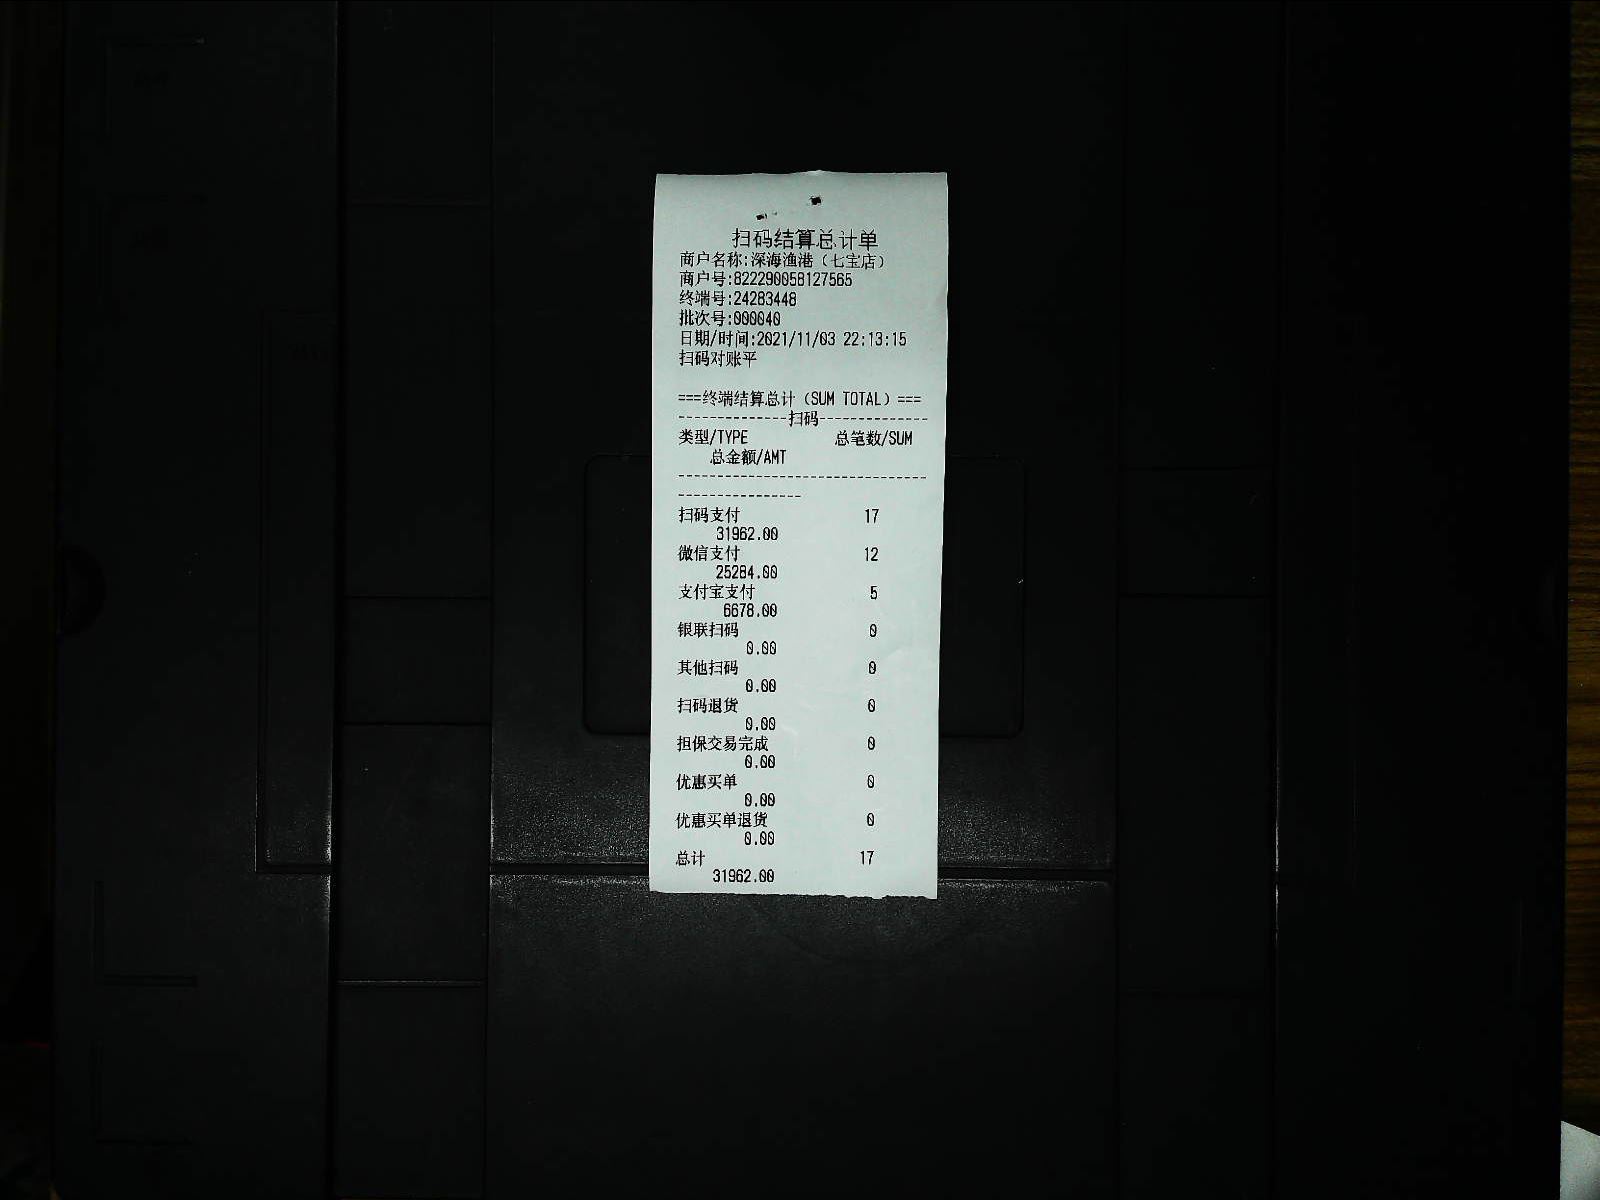 扫码结算总计单
商户名称:深海渔港（七宝店）
商户号:822290058127565
终端号:24283448
批次号:000040
日期/时间:2021/11/03 22:13:15
扫码对账平
===终端结算总计（SUM TOTAL）===
--------------扫码--------------
类型/TYPE 总笔数/SUM
总金额/AMT
--------------------------------
----------------
扫码支付 17
31962.00
微信支付 12
25284.00
支付宝支付 5
6678.00
银联扫码 0
0.00
其他扫码 0
0.00
扫码退货 0
0.00
担保交易完成 0
0.00
优惠买单 0
0.00
优惠买单退货 0
0.00
总计 17
31962.00